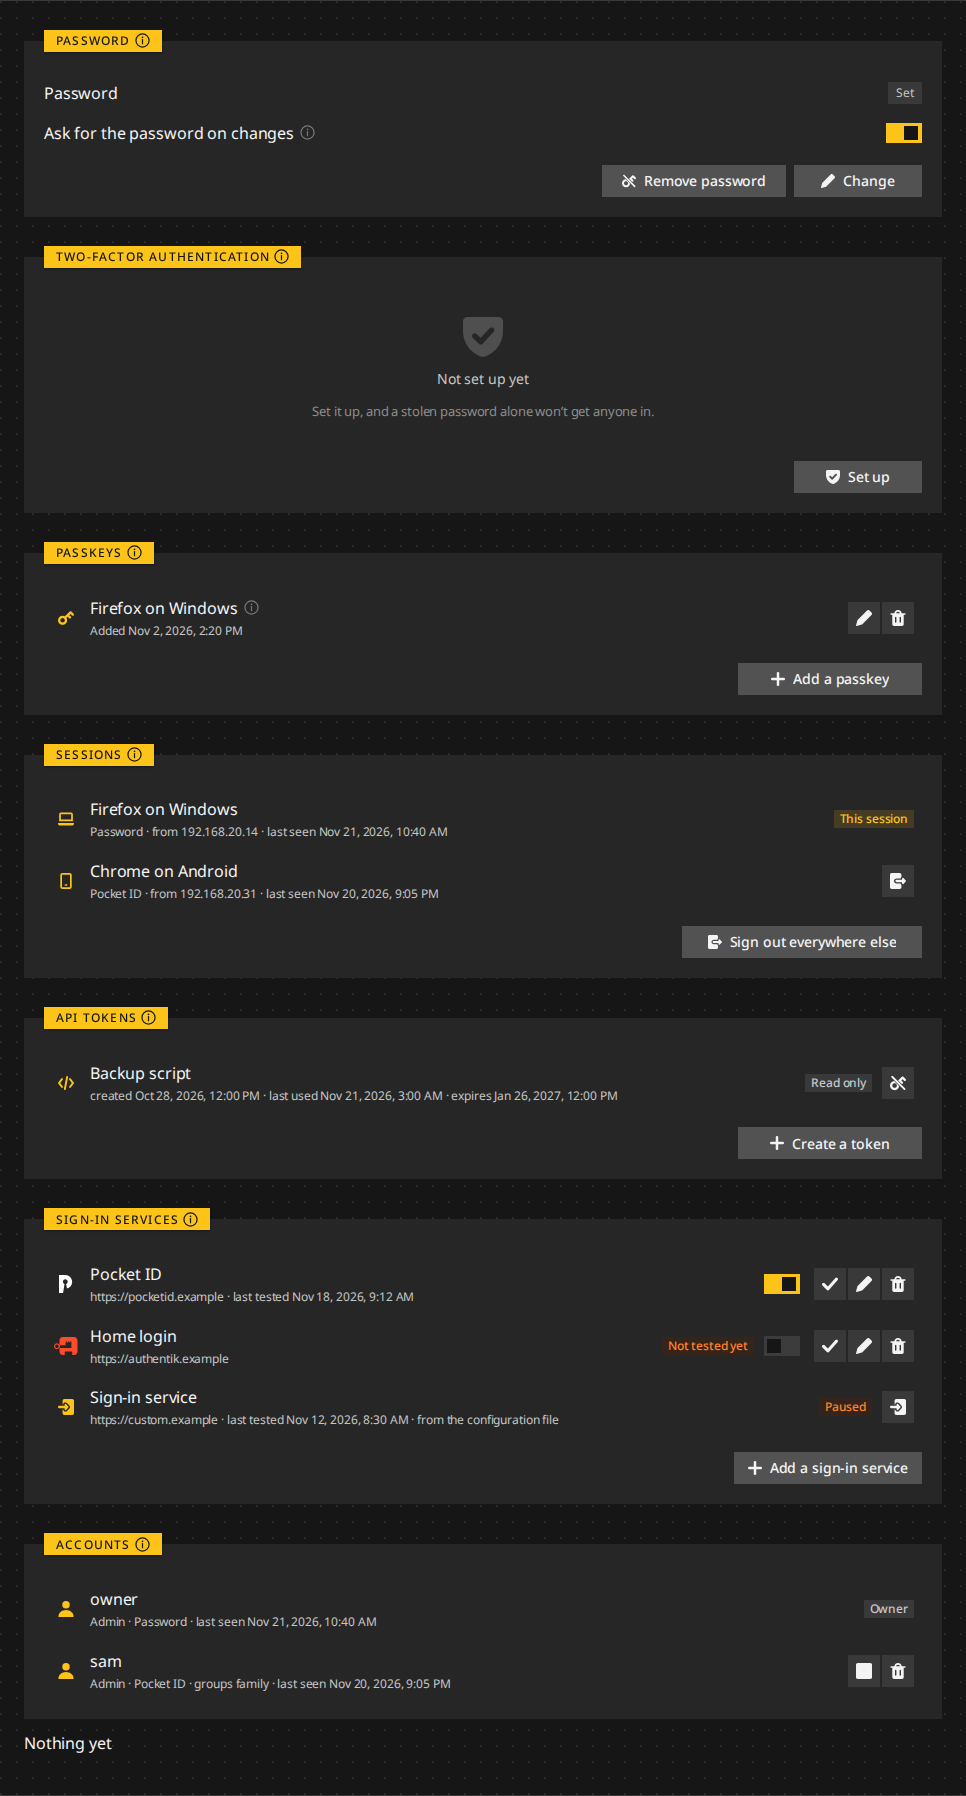 PASSWORD
Password
Set
Ask for the password on changes
Remove password
Change
TWO-FACTOR AUTHENTICATION
Not set up yet
Set it up, and a stolen password alone won't get anyone in.
Set up
PASSKEYS
Firefox on Windows
Added Nov 2, 2026, 2:20 PM
Add a passkey
SESSIONS
Firefox on Windows
Password · from 192.168.20.14 · last seen Nov 21, 2026, 10:40 AM
This session
Chrome on Android
Pocket ID · from 192.168.20.31 · last seen Nov 20, 2026, 9:05 PM
Sign out everywhere else
API TOKENS
Backup script
created Oct 28, 2026, 12:00 PM · last used Nov 21, 2026, 3:00 AM · expires Jan 26, 2027, 12:00 PM
Read only
Create a token
SIGN-IN SERVICES
Pocket ID
https://pocketid.example · last tested Nov 18, 2026, 9:12 AM
Home login
https://authentik.example
Not tested yet
Sign-in service
https://custom.example · last tested Nov 12, 2026, 8:30 AM · from the configuration file
Paused
Add a sign-in service
ACCOUNTS
owner
Admin · Password · last seen Nov 21, 2026, 10:40 AM
Owner
sam
Admin · Pocket ID · groups family · last seen Nov 20, 2026, 9:05 PM
Nothing yet